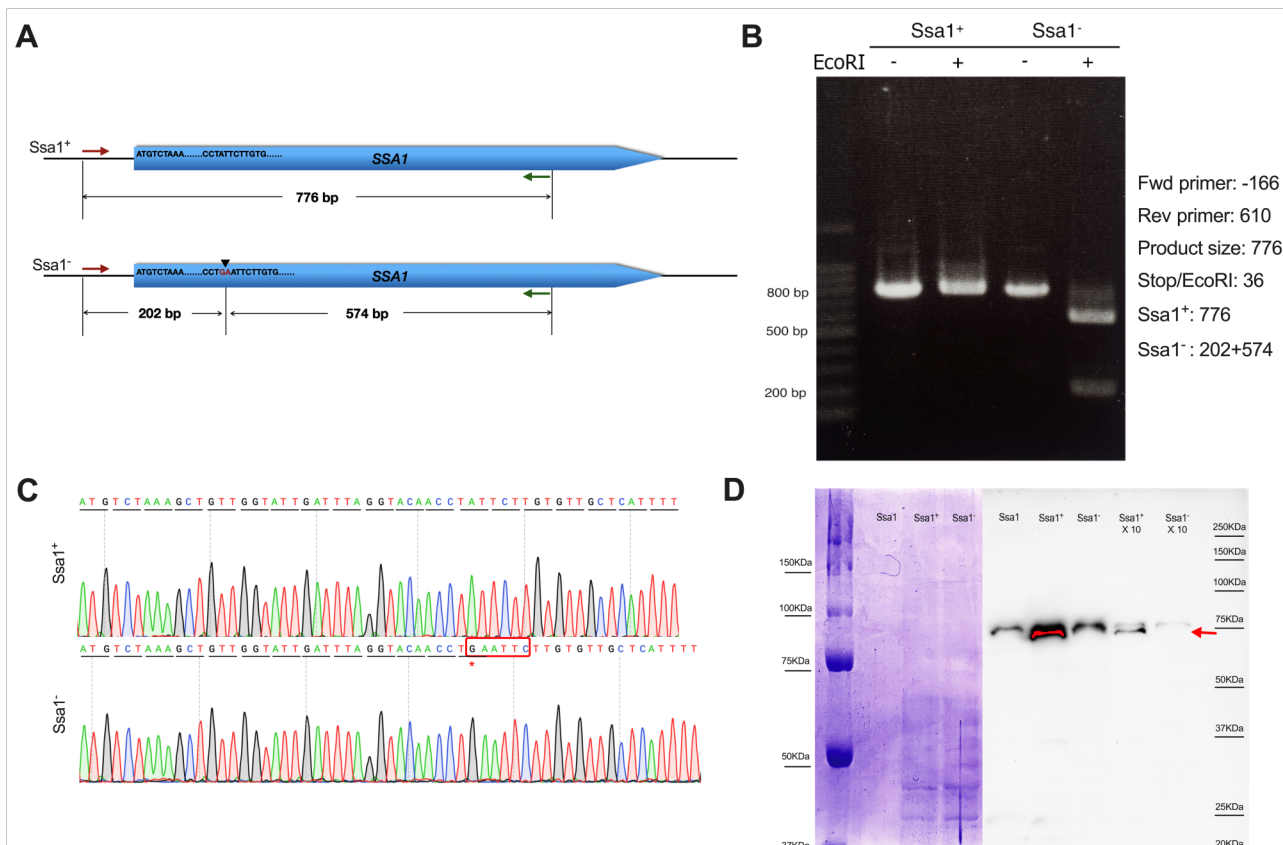 A
Ssa1+
ATGTCTAAA.......CCTATTCTTGTG......
SSA1
776 bp
Ssa1-
ATGTCTAAA.......CCTGAATTCTTGTG......
SSA1
202 bp
574 bp
B
Ssa1+
Ssa1-
EcoRI
-
+
-
+
800 bp
500 bp
200 bp
Fwd primer: -166
Rev primer: 610
Product size: 776
Stop/EcoRI: 36
Ssa1+: 776
Ssa1-: 202+574
C
ATGTCTAAAGCTGTTGGTATTGATTTAGGTACAACCTATTCTTGTGTTGCTCATTTT
Ssa1+
ATGTCTAAAGCTGTTGGTATTGATTTAGGTACAACCTGAATTCTTGTGTTGCTCATTTT
*
Ssa1-
D
Ssa1
Ssa1+
Ssa1-
150KDa
100KDa
75KDa
50KDa
37KDa
Ssa1
Ssa1+
Ssa1-
Ssa1+
X 10
Ssa1-
X 10
250KDa
150KDa
100KDa
75KDa
50KDa
37KDa
25KDa
20KDa